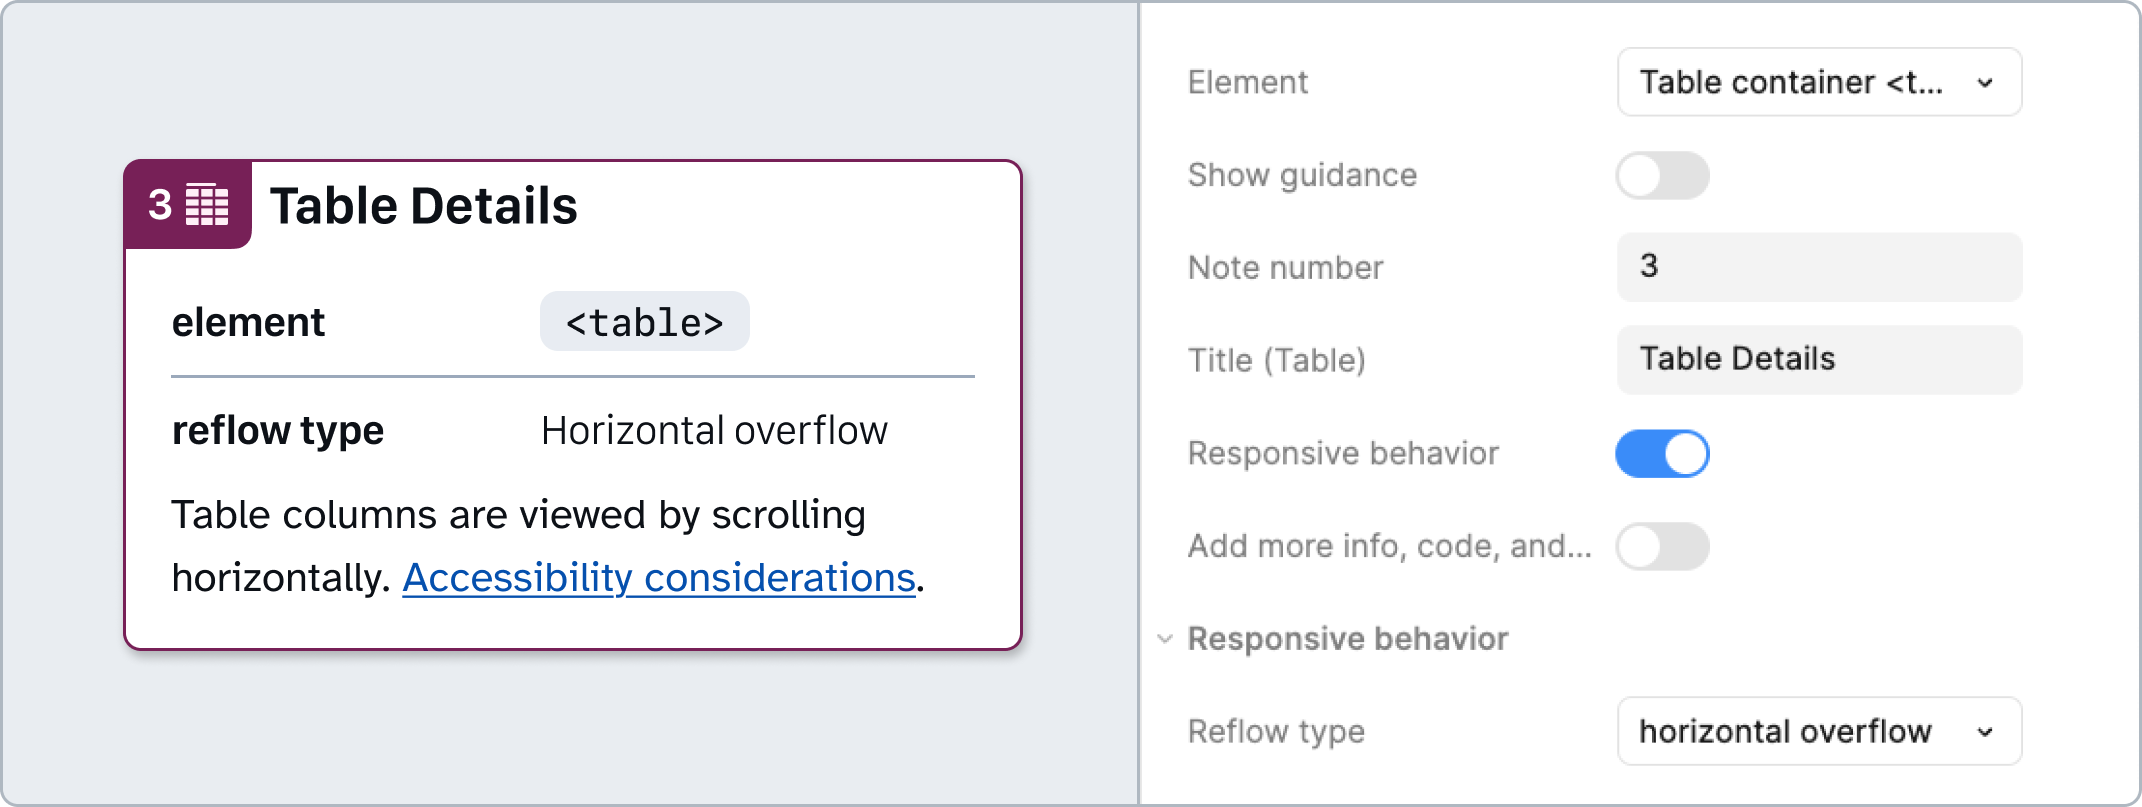 3 Table Details
element <table>
reflow type Horizontal overflow
Table columns are viewed by scrolling
horizontally. Accessibility considerations.
Element Table container <t...
Show guidance
Note number 3
Title (Table) Table Details
Responsive behavior
Add more info, code, and...
Responsive behavior
Reflow type horizontal overflow